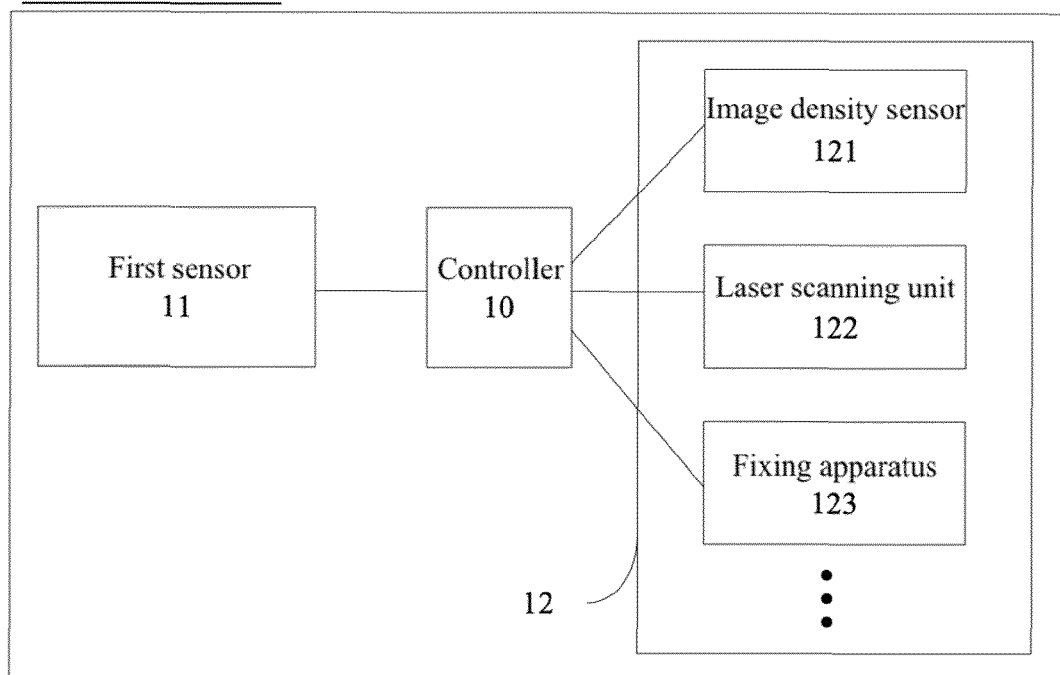 Image density sensor
121
First sensor
11
Controller
10
Laser scanning unit
122
Fixing apparatus
123
12